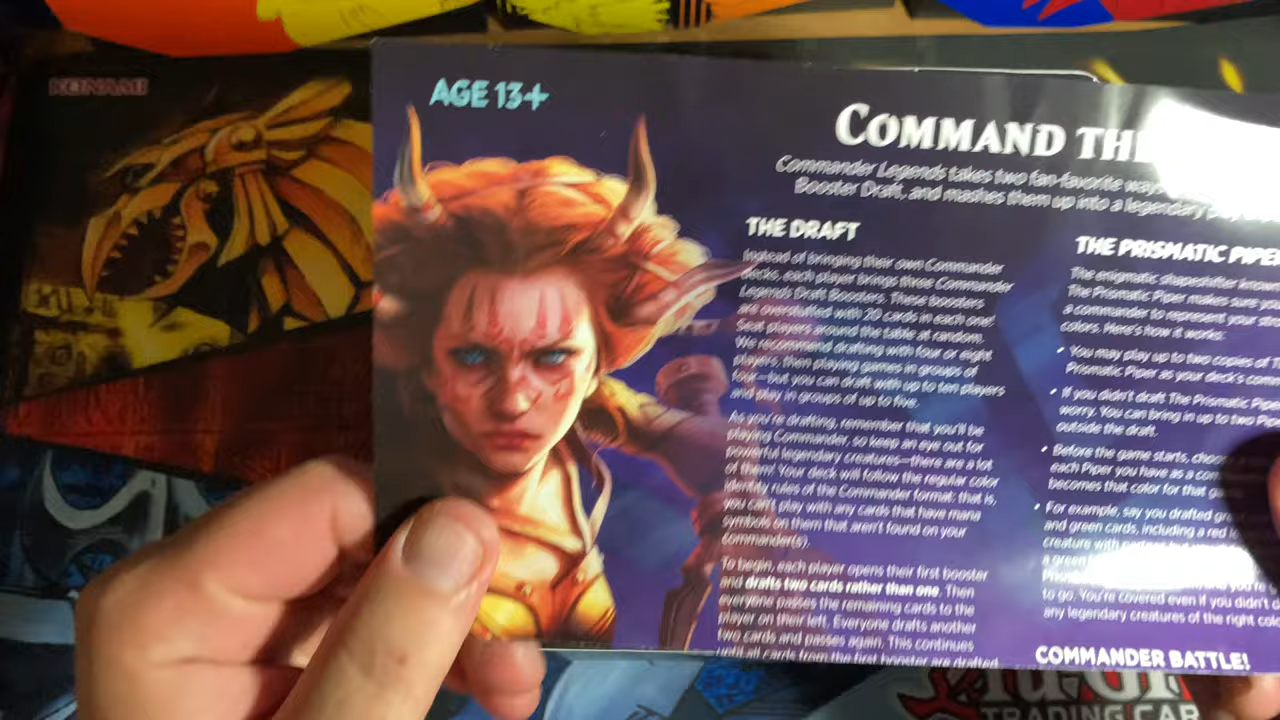 KONAMI
AGE 13+
COMMAND THE
Commander Legends takes two fan-favorite ways
Booster Draft, and mashes them up into a legendary
THE DRAFT
Instead of bringing their own Commander
decks, each player brings three Commander
Legends Draft Boosters. These boosters
are overstuffed with 20 cards in each one!
Seat players around the table at random.
We recommend drafting with four or eight
players, then playing games in groups of
four—but you can draft with up to ten players
and play in groups of up to five.
As you're drafting, remember that you'll be
playing Commander, so keep an eye out for
powerful legendary creatures—there are a lot
of them! Your deck will follow the regular color
identity rules of the Commander format; that is,
you can't play with any cards that have mana
symbols on them that aren't found on your
commander(s).
To begin, each player opens their first booster
and drafts two cards rather than one. Then
everyone passes the remaining cards to the
player on their left. Everyone drafts another
two cards and passes again. This continues
until all cards from the first booster are drafted
THE PRISMATIC PIPER
The enigmatic shapeshifter known
The Prismatic Piper makes sure you
a commander to represent your
colors. Here's how it works:
• You may play up to two copies of
Prismatic Piper as your deck's
• If you didn't draft The Prismatic Piper
worry. You can bring in up to two
outside the draft.
• Before the game starts,
each Piper you have as a
becomes that color for that
• For example, say you drafted
and green cards, including a red
creature with
a green
to go. You're covered even if you didn't
any legendary creatures of the right
COMMANDER BATTLE!
TRADING CAR